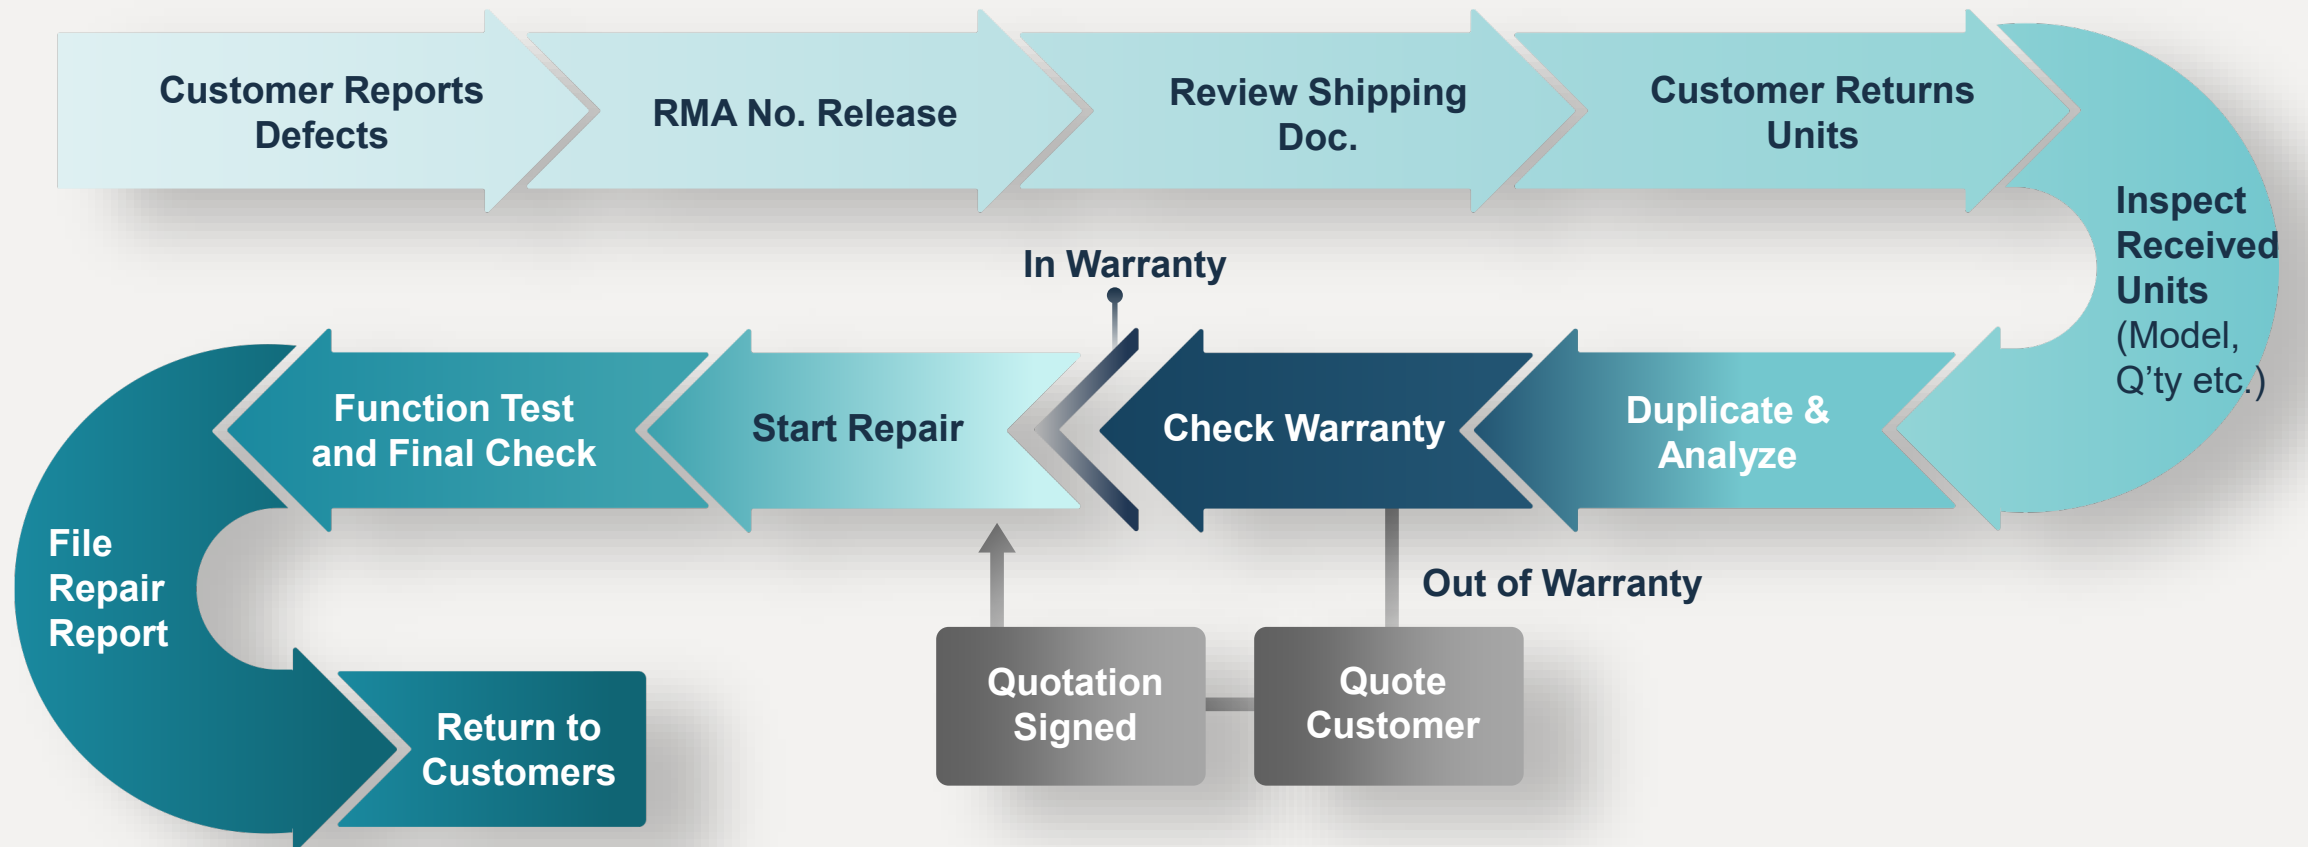 Customer Reports
Defects
RMA No. Release
Review Shipping
Doc.
Customer Returns
Units
Inspect
Received
Units
(Model,
Q’ty etc.)
Duplicate &
Analyze
Check Warranty
In Warranty
Out of Warranty
Quote
Customer
Quotation
Signed
Start Repair
Function Test
and Final Check
File
Repair
Report
Return to
Customers